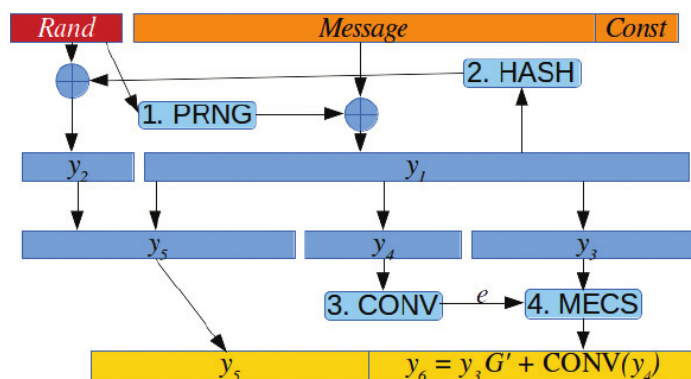 Rand Message Const
2. HASH
1. PRNG
y₂ y₁
y₅ y₄ y₃
3. CONV e 4. MECS
y₅ y₆ = y₃G′ + CONV(y₄)